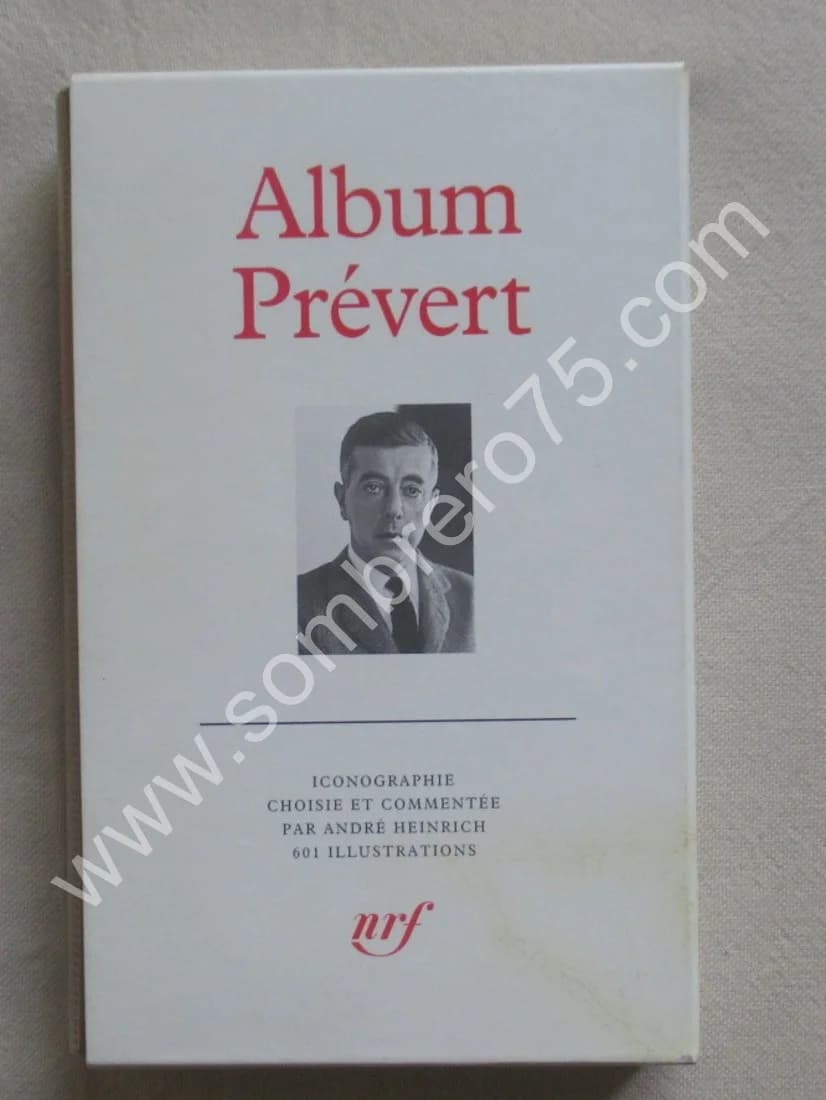 Album
Prévert
ICONOGRAPHIE
CHOISIE ET COMMENTÉE
PAR ANDRÉ HEINRICH
601 ILLUSTRATIONS
nrf
www.sombrero75.com